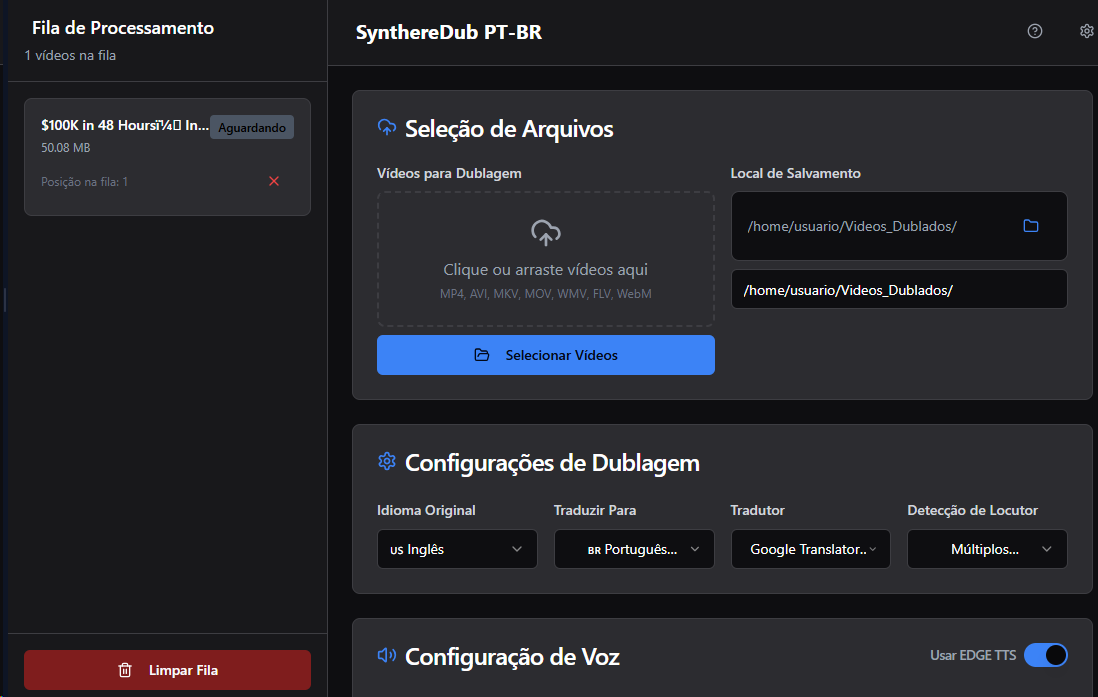 Fila de Processamento
1 vídeos na fila
$100K in 48 Hoursï¼ In...
Aguardando
50.08 MB
Posição na fila: 1
Limpar Fila
SynthereDub PT-BR
Seleção de Arquivos
Vídeos para Dublagem
Clique ou arraste vídeos aqui
MP4, AVI, MKV, MOV, WMV, FLV, WebM
Selecionar Vídeos
Local de Salvamento
/home/usuario/Videos_Dublados/
/home/usuario/Videos_Dublados/
Configurações de Dublagem
Idioma Original
us Inglês
Traduzir Para
BR Português...
Tradutor
Google Translator..
Detecção de Locutor
Múltiplos...
Configuração de Voz
Usar EDGE TTS